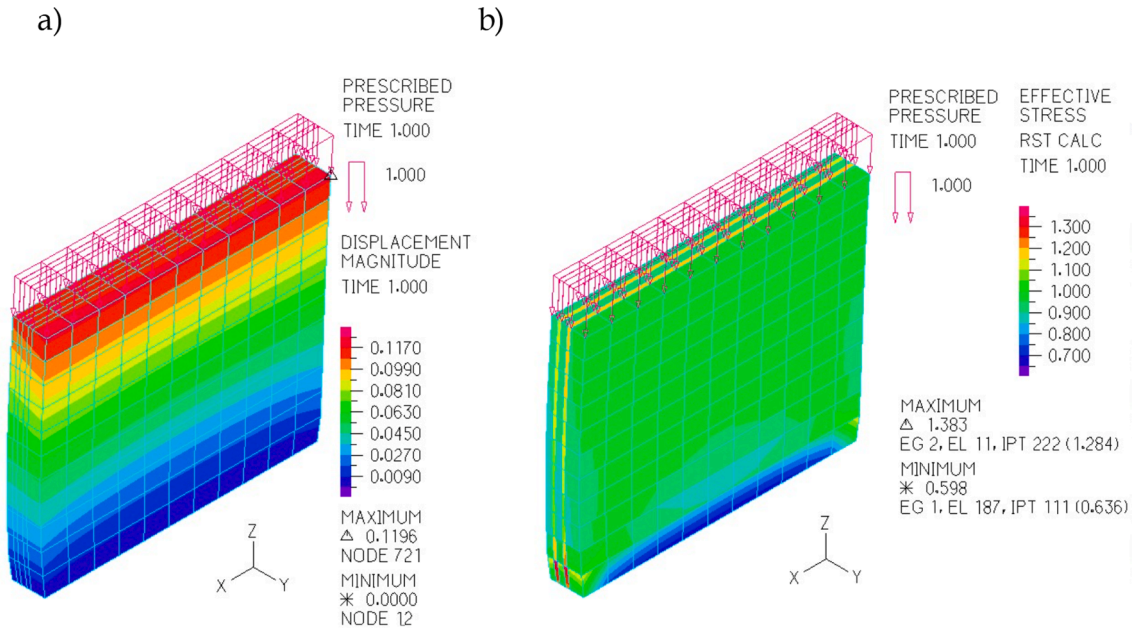 a)
PRESCRIBED
PRESSURE
TIME 1.000
1.000
DISPLACEMENT
MAGNITUDE
TIME 1.000
0.1170
0.0990
0.0810
0.0630
0.0450
0.0270
0.0090
MAXIMUM
△ 0.1196
NODE 721
MINIMUM
✳ 0.0000
NODE 12
Z
X
Y
b)
PRESCRIBED
PRESSURE
TIME 1.000
1.000
EFFECTIVE
STRESS
RST CALC
TIME 1.000
1.300
1.200
1.100
1.000
0.900
0.800
0.700
MAXIMUM
△ 1.383
EG 2, EL 11, IPT 222 (1.284)
MINIMUM
✳ 0.598
EG 1, EL 187, IPT 111 (0.636)
Z
X
Y